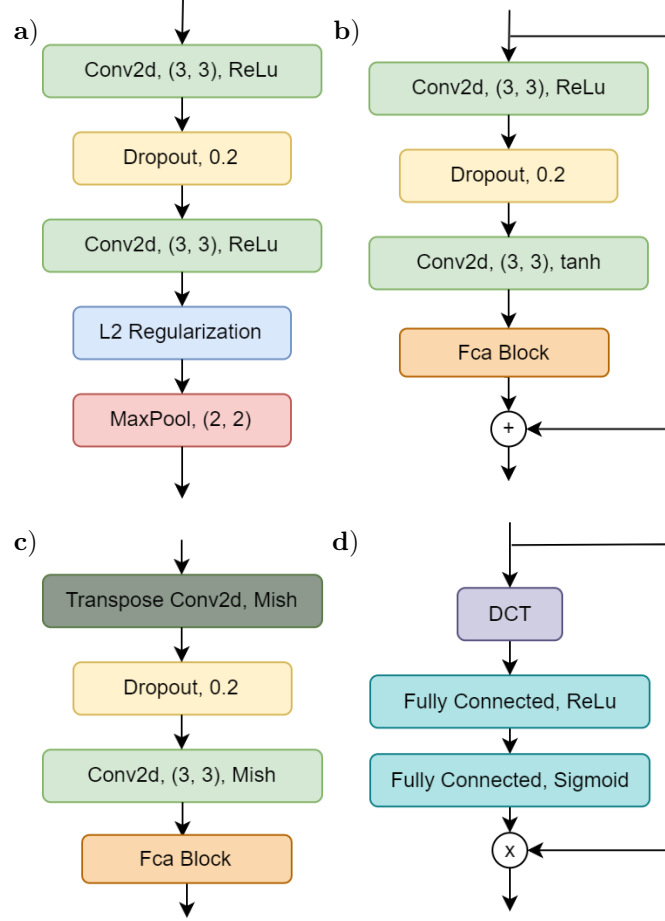 a)
Conv2d, (3, 3), ReLu
Dropout, 0.2
Conv2d, (3, 3), ReLu
L2 Regularization
MaxPool, (2, 2)
b)
Conv2d, (3, 3), ReLu
Dropout, 0.2
Conv2d, (3, 3), tanh
Fca Block
+
c)
Transpose Conv2d, Mish
Dropout, 0.2
Conv2d, (3, 3), Mish
Fca Block
d)
DCT
Fully Connected, ReLu
Fully Connected, Sigmoid
x